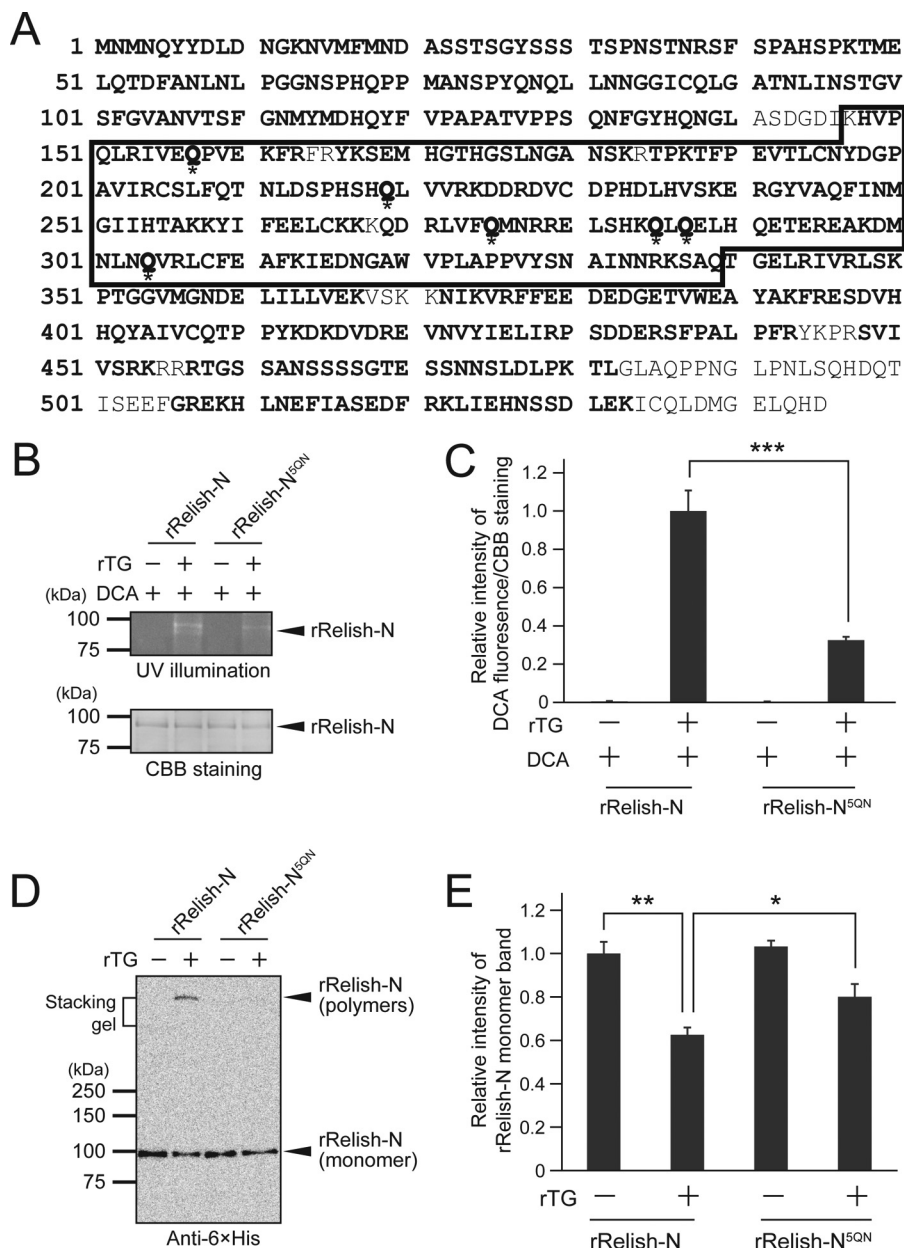 A
1 MNMNQYYDLD NGKNVMFMND ASSTSGYSSS TSPNSTNRSF SPAHSPKTME
51 LQTDFANLNL PGGNSPHQPP MANSPYQNQL LNNGGICQLG ATNLINSTGV
101 SFGVANVTSF GNMYMDHQYF VPAPATVPPS QNFGYHQNGL ASDGDIKHVP
151 QLRIVEQPVE KFRFRYKSEM HGTHGSLNGA NSKRTPKTFP EVTLCNYDGP
* 
201 AVIRCSLFQT NLDSPHSHQL VVRKDDRDVC DPHDLHVSKE RGYVAQFINM
*
251 GIIHTAKKYI FEELCKKKQD RLVFQMNRRE LSHKQLQELH QETEREAKDM
* * *
301 NLNQVRLCFE AFKIEDNGAW VPLAPPVYSN AINNRKSAQT GELRIVRLSK
*
351 PTGGVMGNDE LILLVEKVSK KNIKVRFFEE DEDGETVWEA YAKFRESDVH
401 HQYAIVCQTP PYKDKDVDRE VNVYIELIRP SDDERSFPAL PFRYKPRSVI
451 VSRKRRRTGS SANSSSSGTE SSNNSLDLPK TLGLAQPPNG LPNLSQHDQT
501 ISEEFGREKH LNEFIASEDF RKLIEHNSSD LEKICQLDMG ELQHD
B
rRelish-N rRelish-N5QN
rTG − + − +
(kDa) DCA + + + +
100
75
rRelish-N
UV illumination
(kDa)
100
75
rRelish-N
CBB staining
C
Relative intensity of
DCA fluoresence/CBB staining
***
1.2
1.0
0.8
0.6
0.4
0.2
0
rTG − + − +
DCA + + + +
rRelish-N rRelish-N5QN
D
rRelish-N rRelish-N5QN
rTG − + − +
Stacking
gel
rRelish-N
(polymers)
(kDa)
250
150
100
75
rRelish-N
(monomer)
Anti-6×His
E
Relative intensity of
rRelish-N monomer band
** *
1.2
1.0
0.8
0.6
0.4
0.2
0
rTG − + − +
rRelish-N rRelish-N5QN